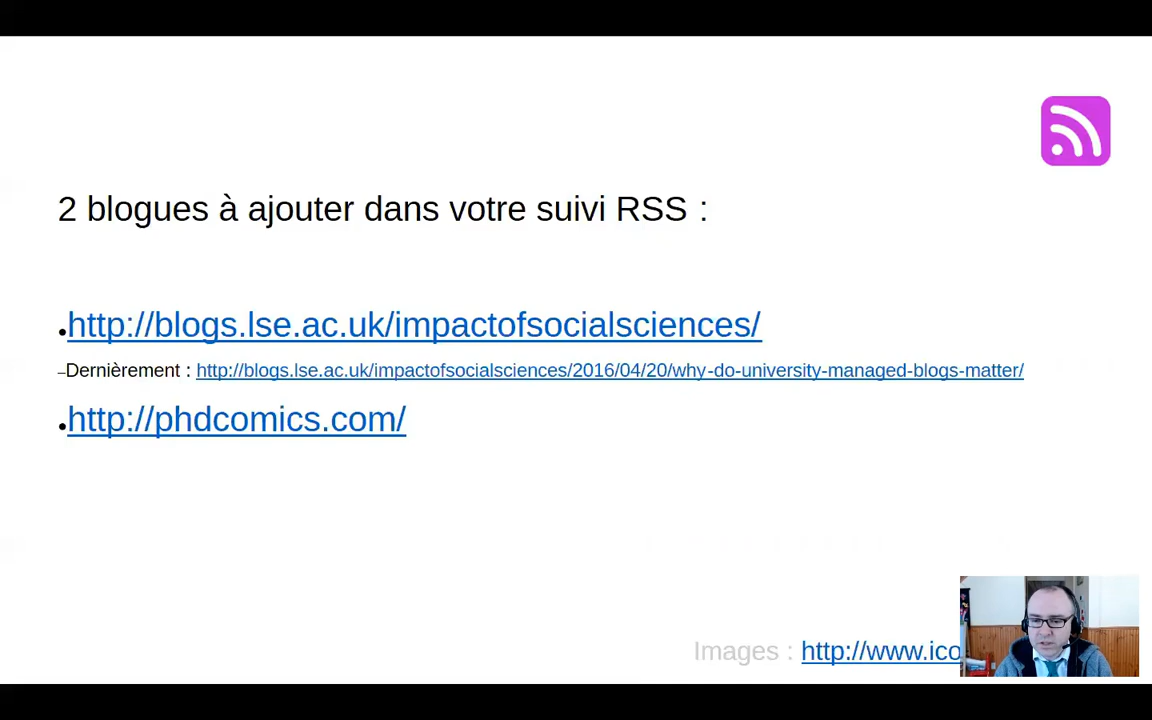 2 blogues à ajouter dans votre suivi RSS :
•http://blogs.lse.ac.uk/impactofsocialsciences/
–Dernièrement : http://blogs.lse.ac.uk/impactofsocialsciences/2016/04/20/why-do-university-managed-blogs-matter/
•http://phdcomics.com/
Images : http://www.ico